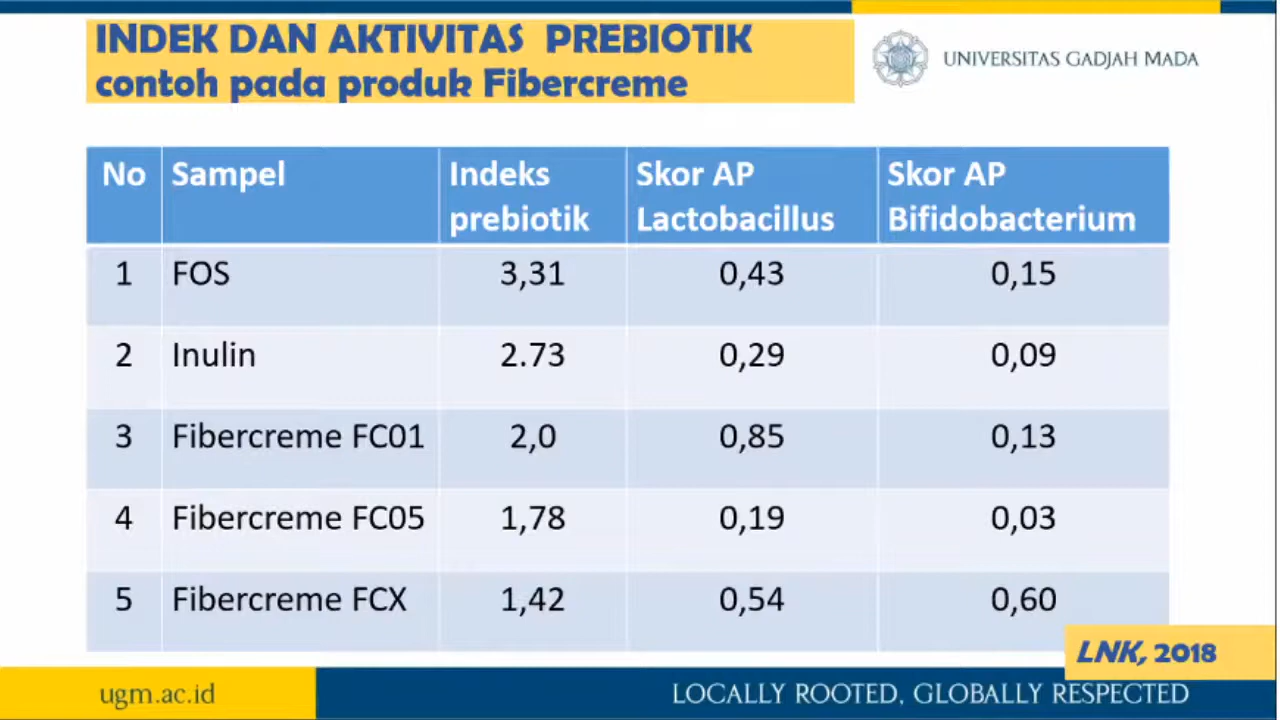 INDEK DAN AKTIVITAS PREBIOTIK
contoh pada produk Fibercreme
UNIVERSITAS GADJAH MADA
No Sampel Indeks prebiotik Skor AP Lactobacillus Skor AP Bifidobacterium
1 FOS 3,31 0,43 0,15
2 Inulin 2.73 0,29 0,09
3 Fibercreme FC01 2,0 0,85 0,13
4 Fibercreme FC05 1,78 0,19 0,03
5 Fibercreme FCX 1,42 0,54 0,60
LNK, 2018
ugm.ac.id LOCALLY ROOTED, GLOBALLY RESPECTED